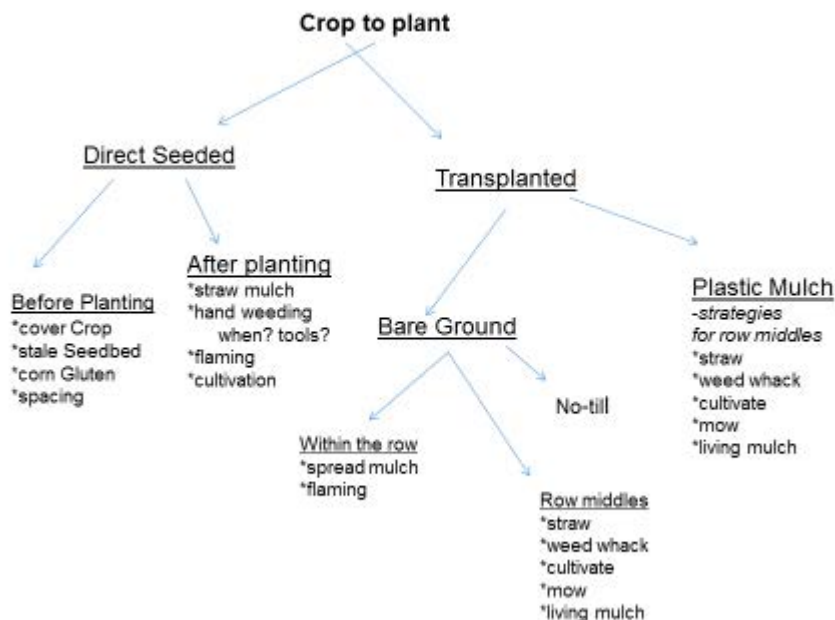 Crop to plant
Direct Seeded
Transplanted
Before Planting
*cover Crop
*stale Seedbed
*corn Gluten
*spacing
After planting
*straw mulch
*hand weeding
when? tools?
*flaming
*cultivation
Bare Ground
Within the row
*spread mulch
*flaming
Row middles
*straw
*weed whack
*cultivate
*mow
*living mulch
No-till
Plastic Mulch
-strategies
for row middles
*straw
*weed whack
*cultivate
*mow
*living mulch